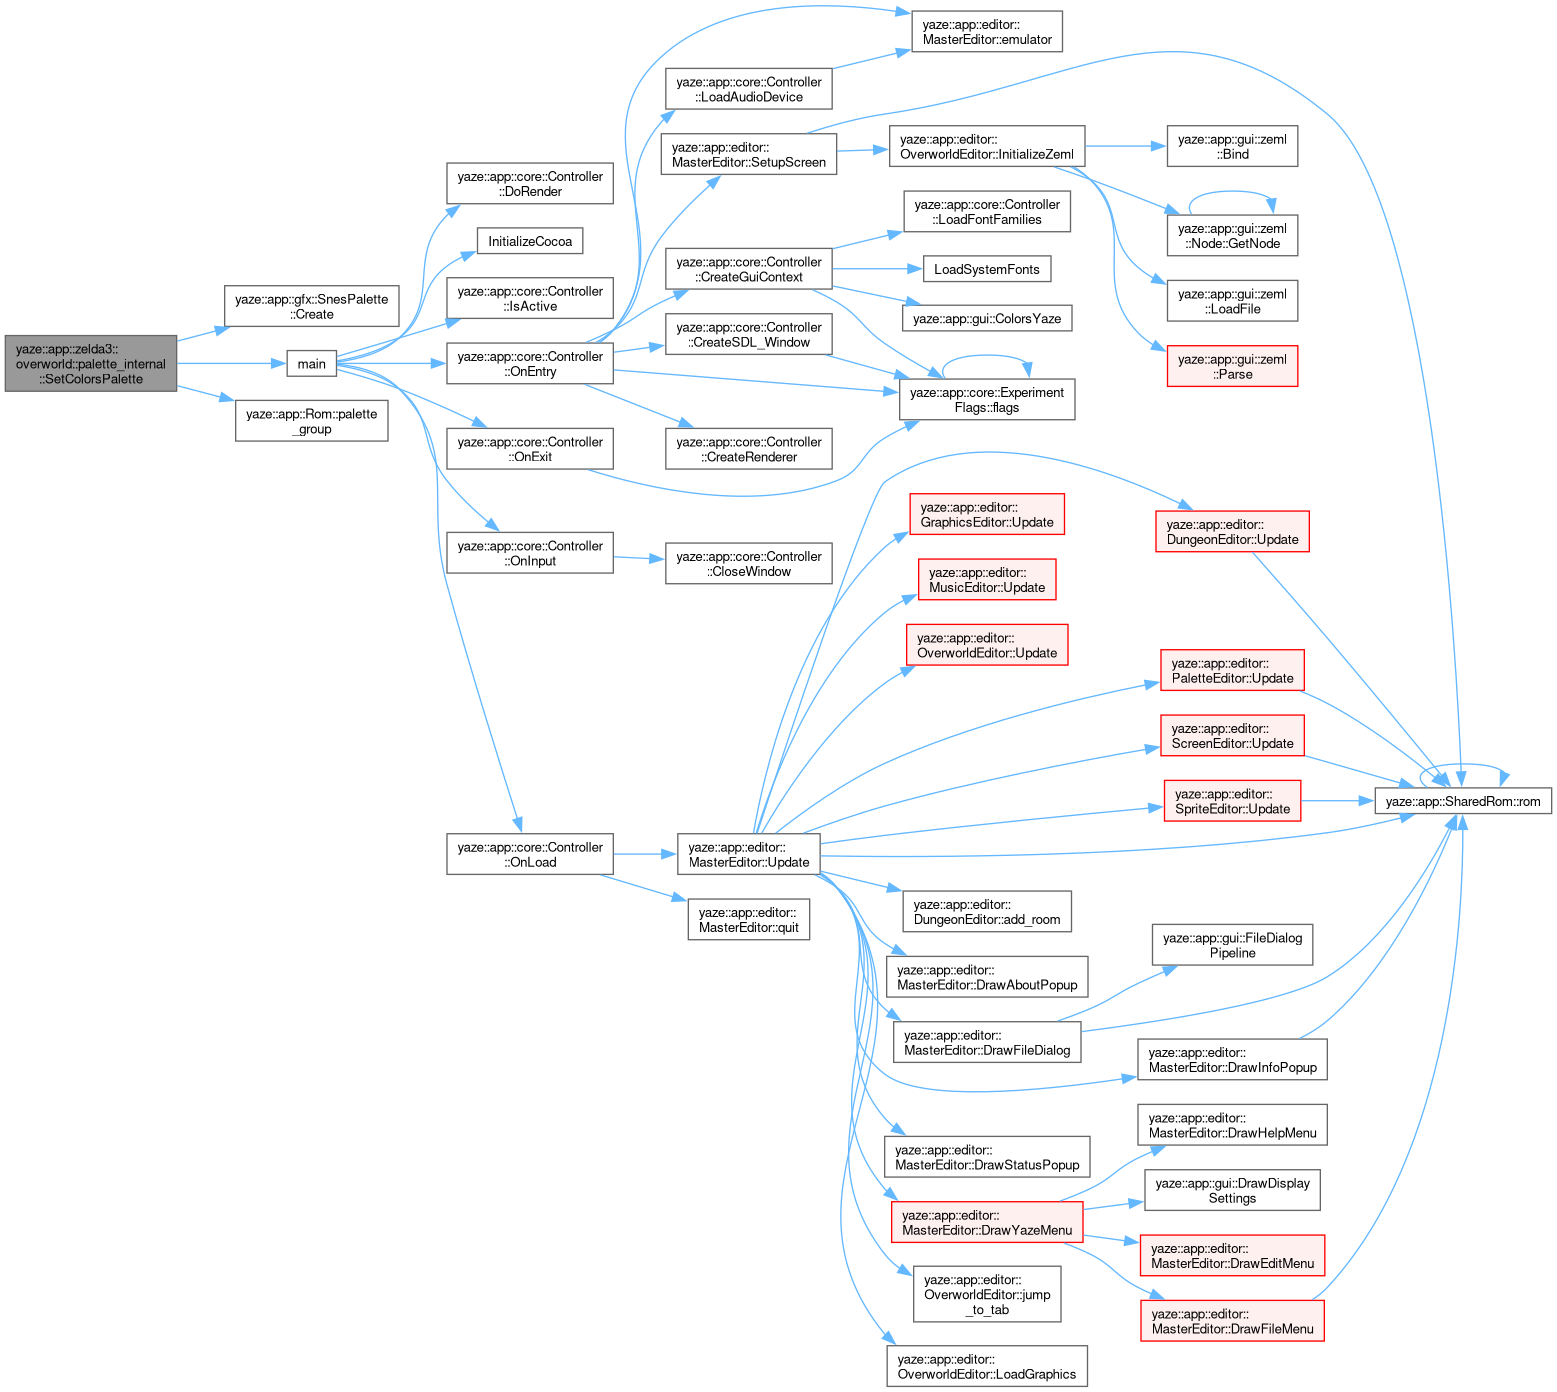 yaze::app::zelda3::
overworld::palette_internal
::SetColorsPalette
yaze::app::gfx::SnesPalette
::Create
main
yaze::app::Rom::palette
_group
yaze::app::core::Controller
::DoRender
InitializeCocoa
yaze::app::core::Controller
::IsActive
yaze::app::core::Controller
::OnEntry
yaze::app::core::Controller
::OnExit
yaze::app::core::Controller
::OnInput
yaze::app::core::Controller
::OnLoad
yaze::app::core::Controller
::LoadAudioDevice
yaze::app::editor::
MasterEditor::SetupScreen
yaze::app::core::Controller
::CreateGuiContext
yaze::app::core::Controller
::CreateSDL_Window
yaze::app::core::Controller
::CreateRenderer
yaze::app::core::Controller
::CloseWindow
yaze::app::editor::
MasterEditor::Update
yaze::app::editor::
MasterEditor::quit
yaze::app::editor::
MasterEditor::emulator
yaze::app::editor::
OverworldEditor::InitializeZeml
yaze::app::core::Controller
::LoadFontFamilies
LoadSystemFonts
yaze::app::gui::ColorsYaze
yaze::app::core::Experiment
Flags::flags
yaze::app::editor::
GraphicsEditor::Update
yaze::app::editor::
MusicEditor::Update
yaze::app::editor::
OverworldEditor::Update
yaze::app::editor::
DungeonEditor::add_room
yaze::app::editor::
MasterEditor::DrawAboutPopup
yaze::app::editor::
MasterEditor::DrawFileDialog
yaze::app::editor::
MasterEditor::DrawStatusPopup
yaze::app::editor::
MasterEditor::DrawYazeMenu
yaze::app::editor::
OverworldEditor::jump
_to_tab
yaze::app::editor::
OverworldEditor::LoadGraphics
yaze::app::gui::zeml
::Bind
yaze::app::gui::zeml
::Node::GetNode
yaze::app::gui::zeml
::LoadFile
yaze::app::gui::zeml
::Parse
yaze::app::editor::
DungeonEditor::Update
yaze::app::editor::
PaletteEditor::Update
yaze::app::editor::
ScreenEditor::Update
yaze::app::editor::
SpriteEditor::Update
yaze::app::gui::FileDialog
Pipeline
yaze::app::editor::
MasterEditor::DrawInfoPopup
yaze::app::editor::
MasterEditor::DrawHelpMenu
yaze::app::gui::DrawDisplay
Settings
yaze::app::editor::
MasterEditor::DrawEditMenu
yaze::app::editor::
MasterEditor::DrawFileMenu
yaze::app::SharedRom::rom